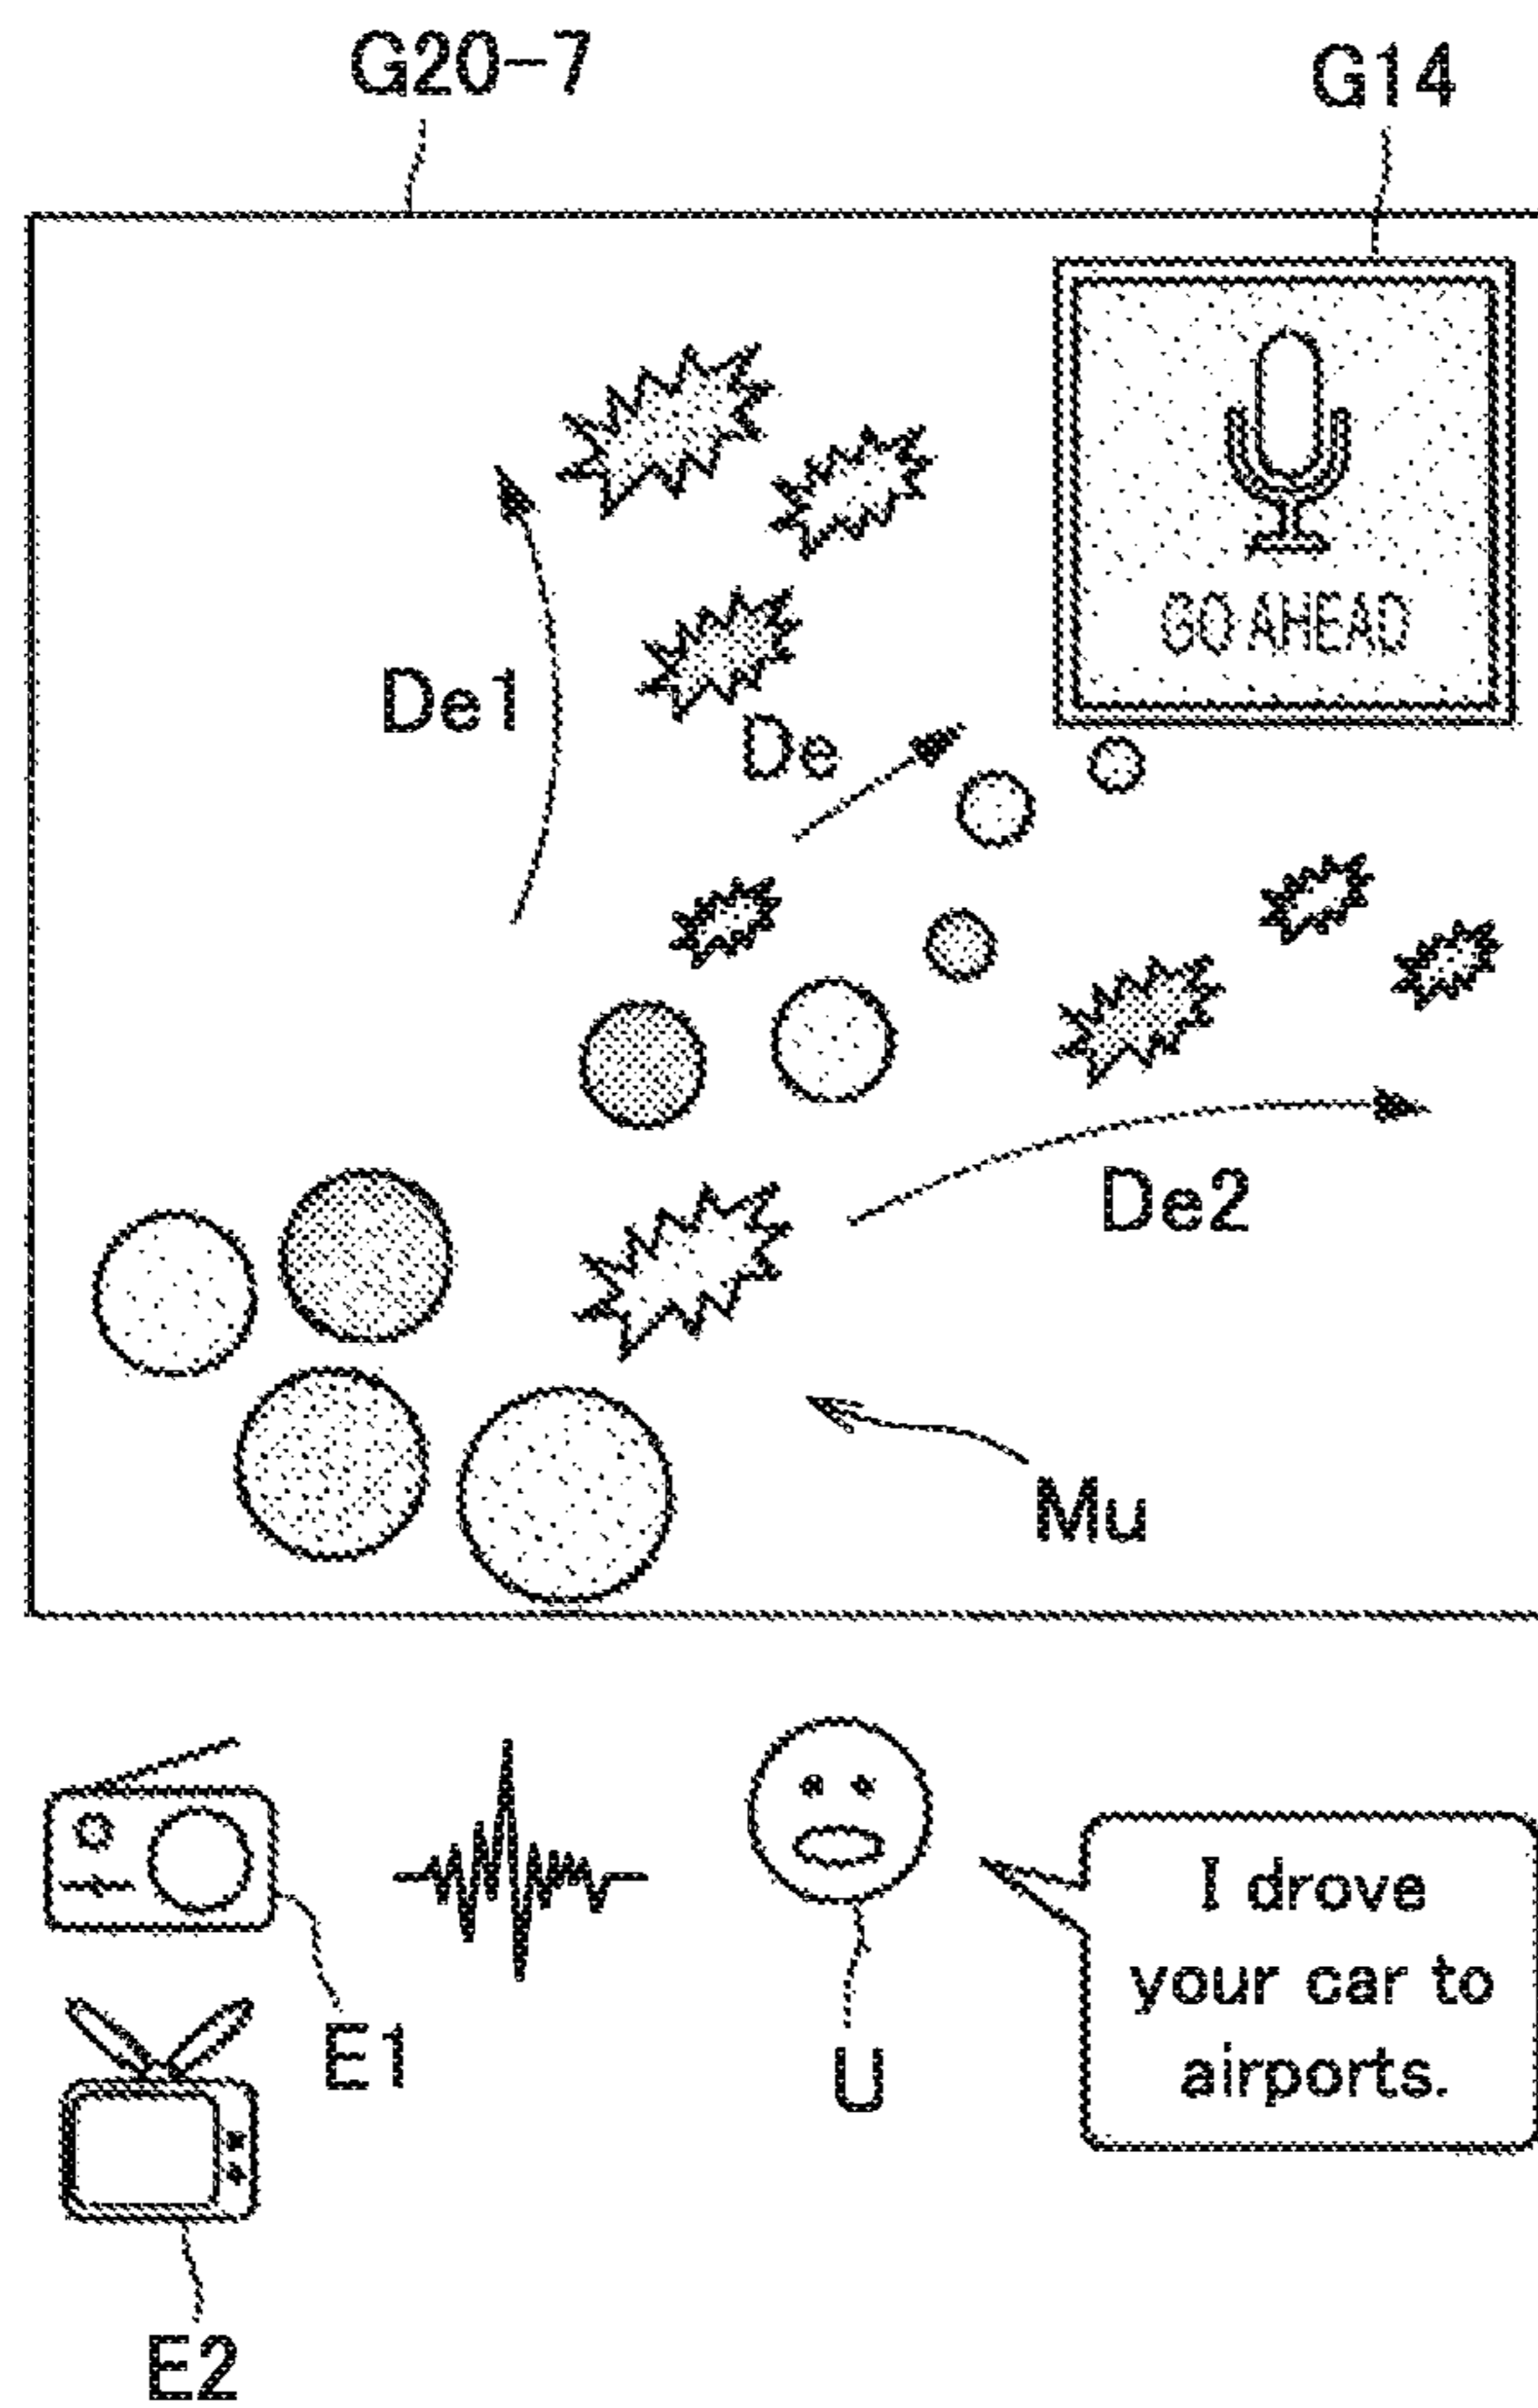 G20-7
G14
GO AHEAD
De1
De
De2
Mu
I drove
your car to
airports.
E1
U
E2